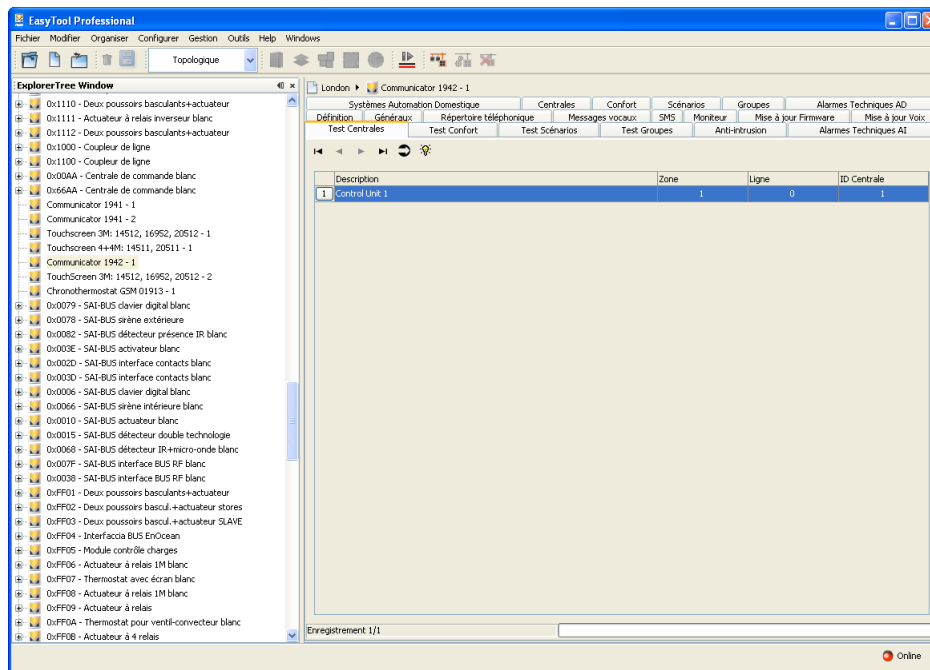 EasyTool Professional
Fichier Modifier Organiser Configurer Gestion Outils Help Windows
Topologique
ExplorerTree Window
0x1110 - Deux poussoirs basculants+actuateur
0x1111 - Actuateur à relais inverseur blanc
0x1112 - Deux poussoirs basculants+actuateur
0x1000 - Coupleur de ligne
0x1100 - Coupleur de ligne
0x00AA - Centrale de commande blanc
0x66AA - Centrale de commande blanc
Communicator 1941 - 1
Communicator 1941 - 2
Touchscreen 3M: 14512, 16952, 20512 - 1
Touchscreen 4+4M: 14511, 20511 - 1
Communicator 1942 - 1
TouchScreen 3M: 14512, 16952, 20512 - 2
Chronothermostat GSM 01913 - 1
0x0079 - SAI-BUS clavier digital blanc
0x0078 - SAI-BUS sirène extérieure
0x0082 - SAI-BUS détecteur présence IR blanc
0x003E - SAI-BUS activateur blanc
0x002D - SAI-BUS interface contacts blanc
0x003D - SAI-BUS interface contacts blanc
0x0006 - SAI-BUS clavier digital blanc
0x0066 - SAI-BUS sirène intérieure blanc
0x0010 - SAI-BUS actuateur blanc
0x0015 - SAI-BUS détecteur double technologie
0x0068 - SAI-BUS détecteur IR+micro-onde blanc
0x007F - SAI-BUS interface BUS RF blanc
0x0038 - SAI-BUS interface BUS RF blanc
0xFF01 - Deux poussoirs basculants+actuateur
0xFF02 - Deux poussoirs bascul.+actuateur stores
0xFF03 - Deux poussoirs bascul.+actuateur SLAVE
0xFF04 - Interfaccia BUS EnOcean
0xFF05 - Module contrôle charges
0xFF06 - Actuateur à relais 1M blanc
0xFF07 - Thermostat avec écran blanc
0xFF08 - Actuateur à relais 1M blanc
0xFF09 - Actuateur à relais
0xFF0A - Thermostat pour ventil-convecteur blanc
0xFF0B - Actuateur à 4 relais
London Communicator 1942 - 1
Systèmes Automation Domestique Centrales Confort Scénarios Groupes Alarmes Techniques AD
Définition Généraux Répertoire téléphonique Messages vocaux SMS Moniteur Mise à jour Firmware Mise à jour Voix
Test Centrales Test Confort Test Scénarios Test Groupes Anti-intrusion Alarmes Techniques AI
Description Zone Ligne ID Centrale
1 Control Unit 1 1 0 1
Enregistrement 1/1
Online